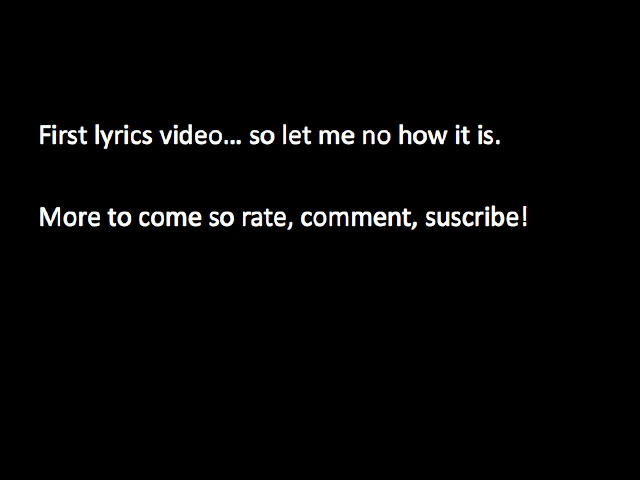 First lyrics video... so let me no how it is.
More to come so rate, comment, suscribe!